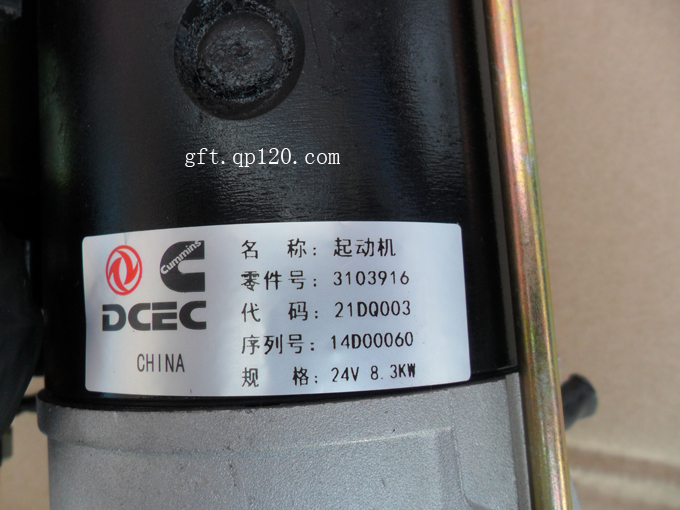 gft.qp120.com
Cummins
DCEC
CHINA
名 称: 起动机
零件号: 3103916
代 码: 21DQ003
序列号: 14D00060
规 格: 24V 8.3KW